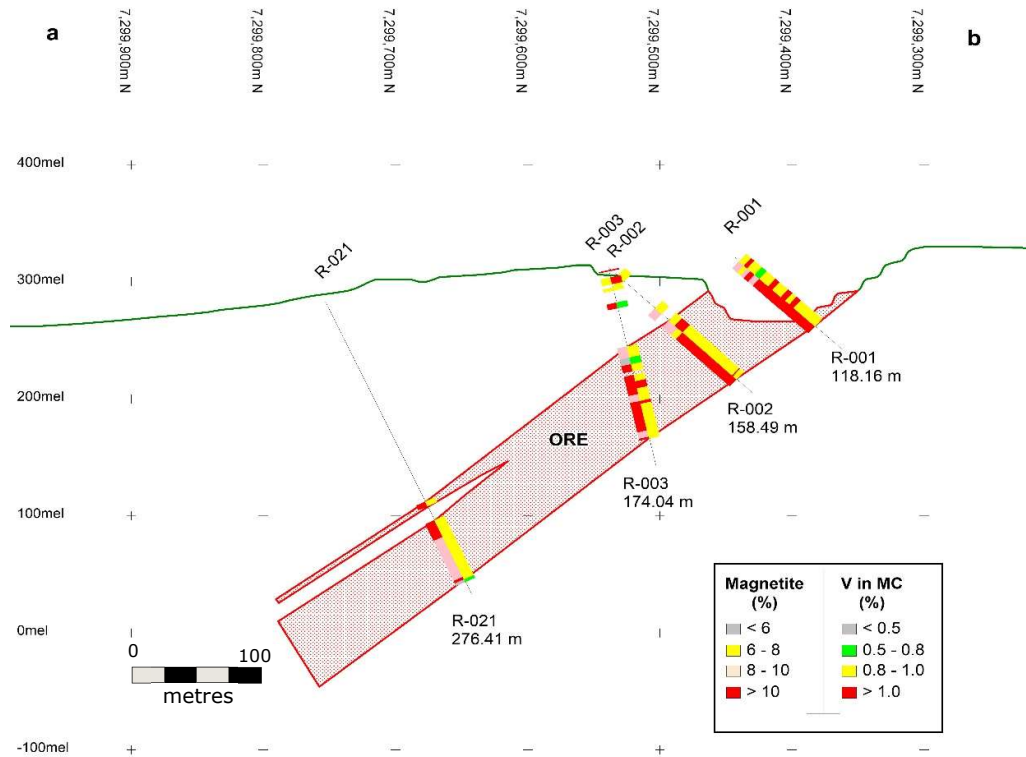 a
b
7,299,900m N
7,299,800m N
7,299,700m N
7,299,600m N
7,299,500m N
7,299,400m N
7,299,300m N
400mel
300mel
200mel
100mel
0mel
-100mel
R-021
R-003
R-002
R-001
R-001
118.16 m
R-002
158.49 m
ORE
R-003
174.04 m
R-021
276.41 m
0
100
metres
Magnetite
(%)
< 6
6 - 8
8 - 10
> 10
V in MC
(%)
< 0.5
0.5 - 0.8
0.8 - 1.0
> 1.0